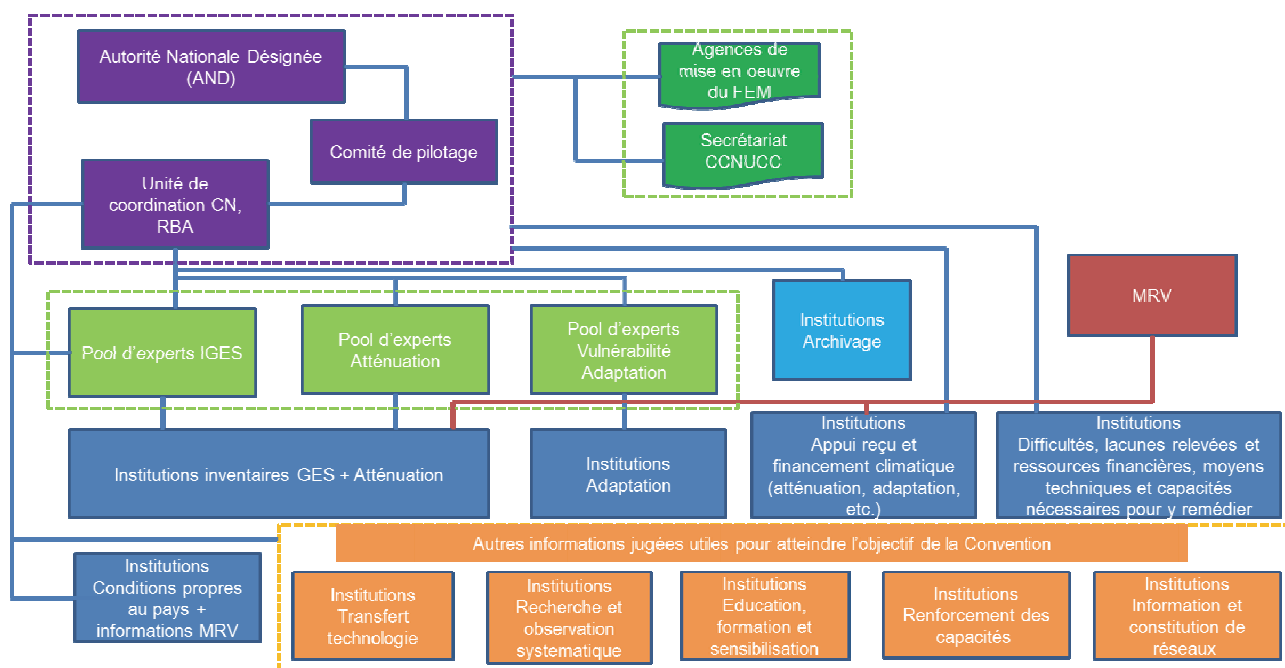 Autorité Nationale Désignée
(AND)
Agences de
mise en oeuvre
du FEM
Comité de pilotage
Secrétariat
CCNUCC
Unité de
coordination CN,
RBA
MRV
Pool d'experts IGES
Pool d'experts
Atténuation
Pool d'experts
Vulnérabilité
Adaptation
Institutions
Archivage
Institutions inventaires GES + Atténuation
Institutions
Adaptation
Institutions
Appui reçu et
financement climatique
(atténuation, adaptation,
etc.)
Institutions
Difficultés, lacunes relevées et
ressources financières, moyens
techniques et capacités
nécessaires pour y remédier
Autres informations jugées utiles pour atteindre l'objectif de la Convention
Institutions
Conditions propres
au pays +
informations MRV
Institutions
Transfert
technologie
Institutions
Recherche et
observation
systematique
Institutions
Education,
formation et
sensibilisation
Institutions
Renforcement des
capacités
Institutions
Information et
constitution de
réseaux